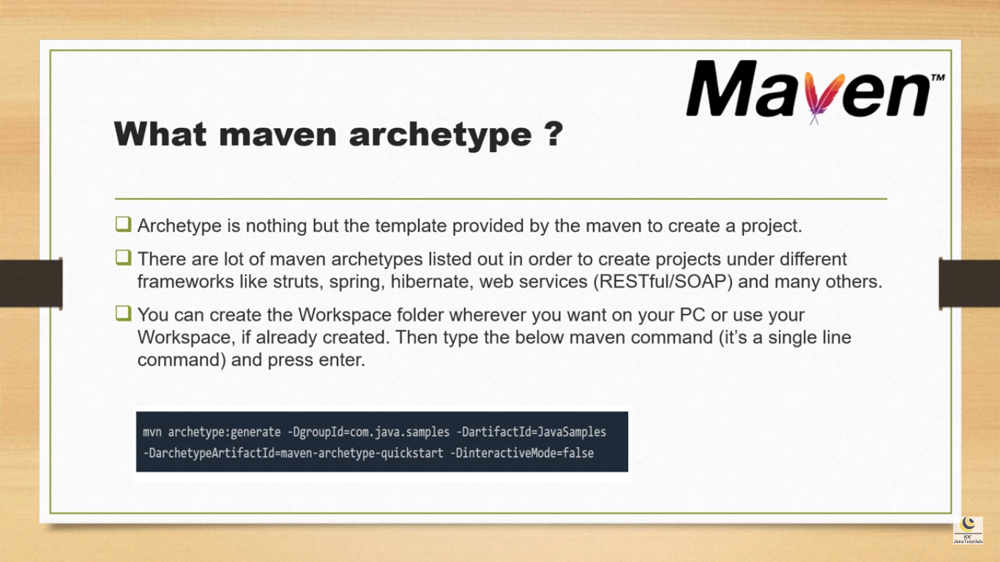 Maven™
What maven archetype ?
Archetype is nothing but the template provided by the maven to create a project.
There are lot of maven archetypes listed out in order to create projects under different
frameworks like struts, spring, hibernate, web services (RESTful/SOAP) and many others.
You can create the Workspace folder wherever you want on your PC or use your
Workspace, if already created. Then type the below maven command (it’s a single line
command) and press enter.
mvn archetype:generate -DgroupId=com.java.samples -DartifactId=JavaSamples
-DarchetypeArtifactId=maven-archetype-quickstart -DinteractiveMode=false
KK
JavaTutorials